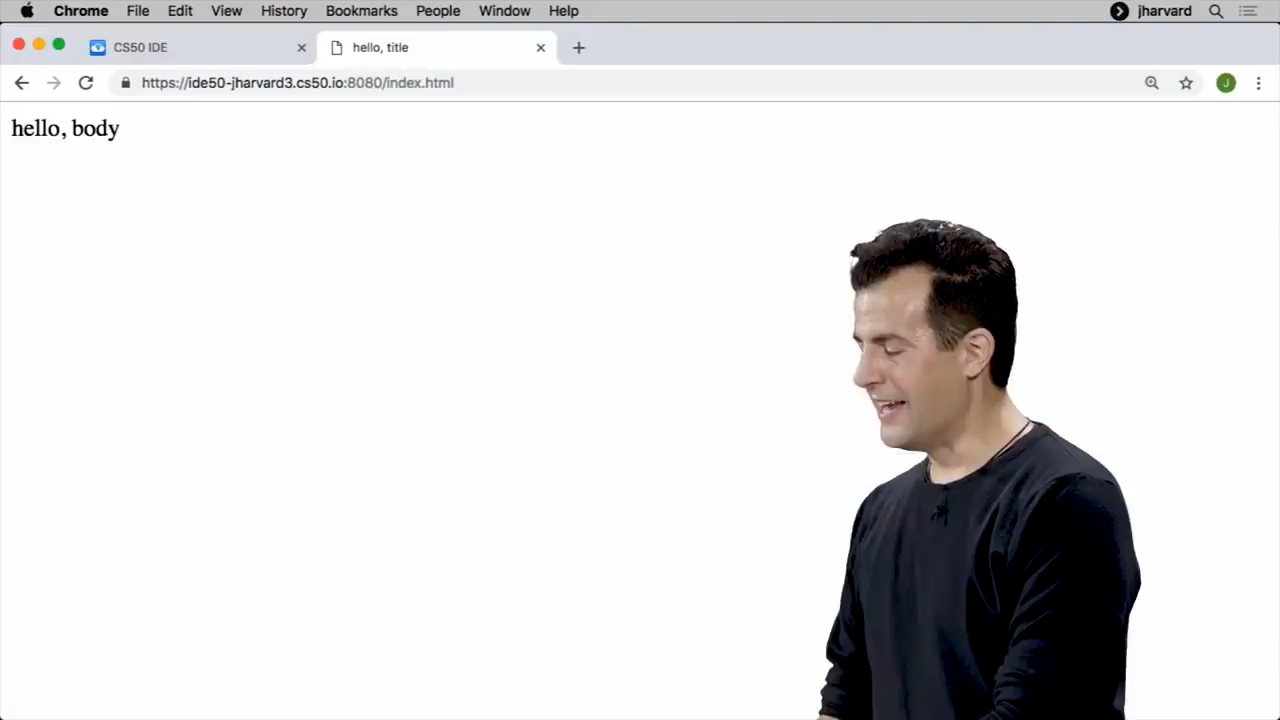 Chrome File Edit View History Bookmarks People Window Help jharvard
CS50 IDE hello, title
https://ide50-jharvard3.cs50.io:8080/index.html J
hello, body